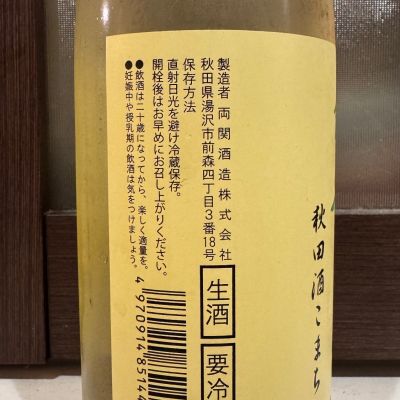 秋田酒こまち
製造者 両関酒造株式会社
秋田県湯沢市前森四丁目3番18号
保存方法
直射日光を避け冷蔵保存。
開栓後はお早めにお召し上がりください。
●飲酒は二十歳になってから、楽しく適量を。
●妊娠中や授乳期の飲酒は気をつけましょう。
生酒
要冷
4970914851444